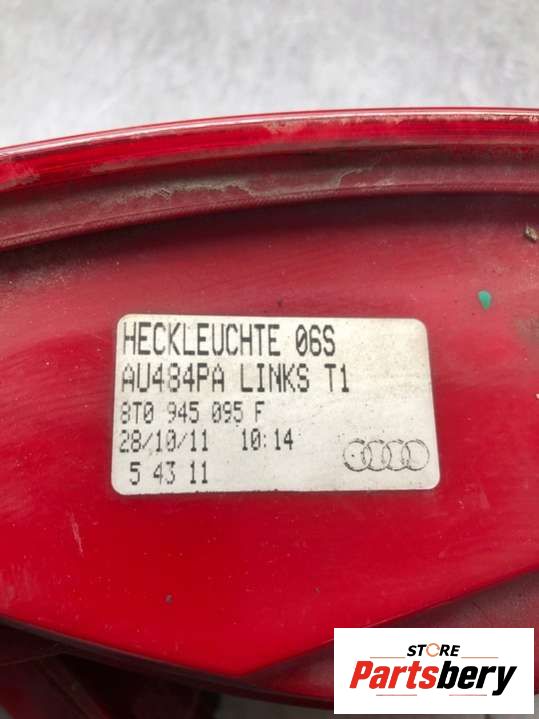 HECKLEUCHTE 06S
AU484PA LINKS T1
8T0 945 095 F
28/10/11 10:14
5 43 11
STORE
Partsbery